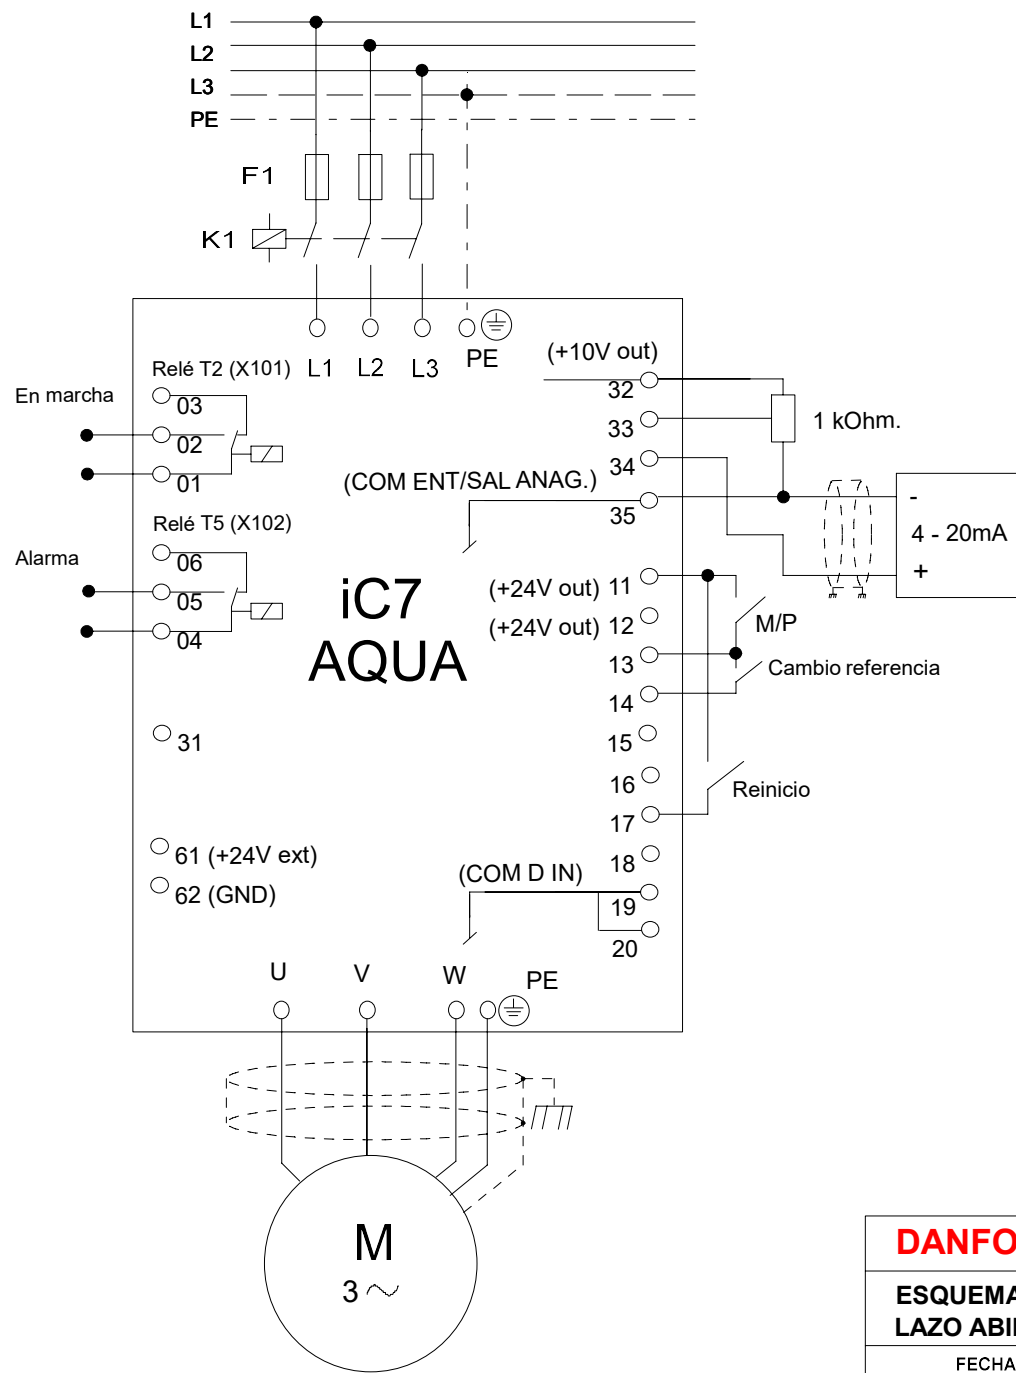 L1
L2
L3
PE
F1
K1
L1 L2 L3 PE
Relé T2 (X101)
En marcha
03
02
01
Relé T5 (X102)
Alarma
06
05
04
31
61 (+24V ext)
62 (GND)
iC7
AQUA
(+10V out)
32
33
34
(COM ENT/SAL ANAG.)
35
1 kOhm.
-
4 - 20mA
+
(+24V out) 11
(+24V out) 12
13
14
15
16
17
18
(COM D IN)
19
20
M/P
Cambio referencia
Reinicio
U V W PE
M
3
DANFO
ESQUEMA
LAZO ABI
FECHA